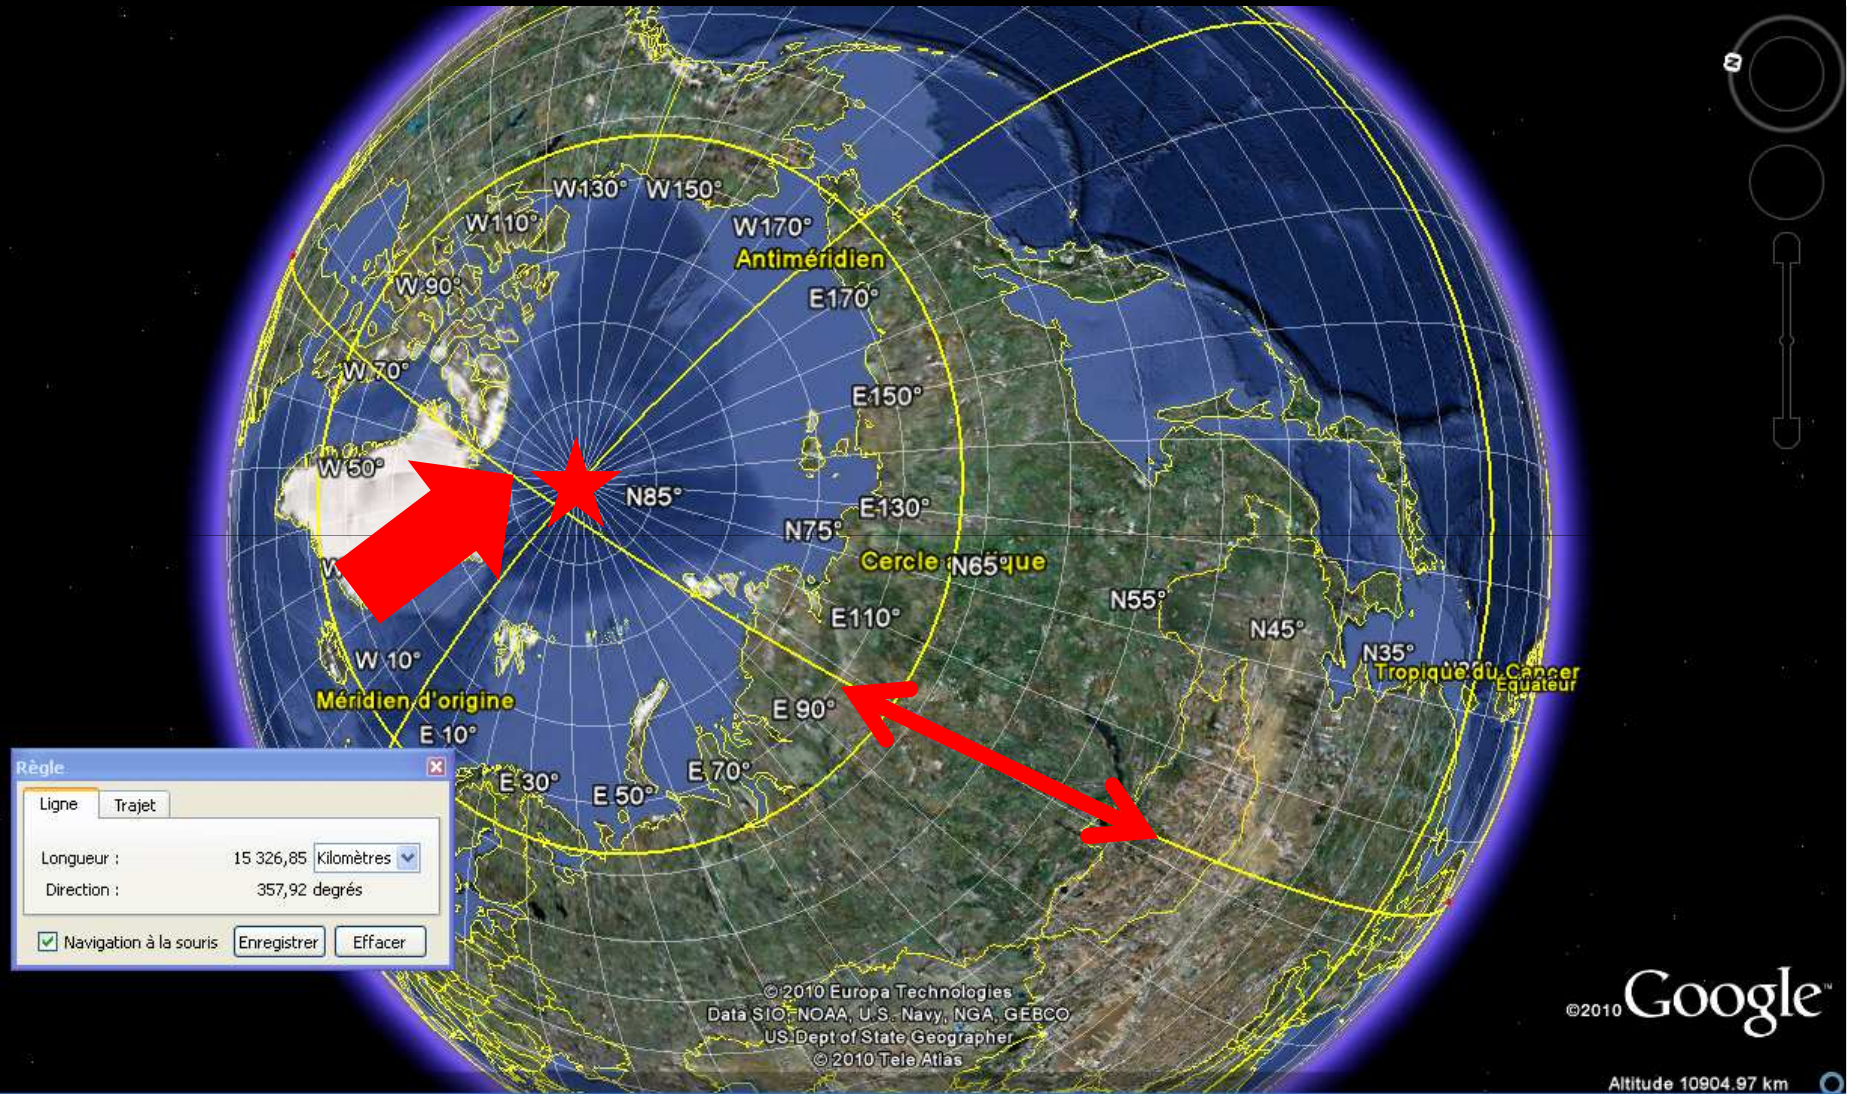 W130° W150°
W110°
W170°
Antiméridien
W 90°
E170°
W 70°
E150°
W 50°
N85°
E130°
N75°
Cercle
N65°
N55°
E110°
N45°
N35°
W 10°
Tropique du Cancer
Équateur
Méridien d'origine
E 90°
E 10°
E 70°
E 30°
E 50°
Règle
Ligne Trajet
Longueur : 15 326,85 Kilomètres
Direction : 357,92 degrés
Navigation à la souris Enregistrer Effacer
© 2010 Europa Technologies
Data SIO, NOAA, U.S. Navy, NGA, GEBCO
US Dept of State Geographer
© 2010 Tele Atlas
©2010 Google™
Altitude 10904.97 km